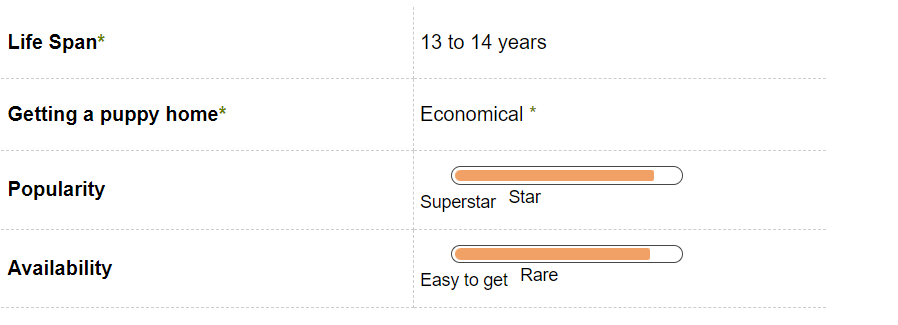 Life Span* 13 to 14 years
Getting a puppy home* Economical *
Popularity
Superstar Star
Availability
Easy to get Rare